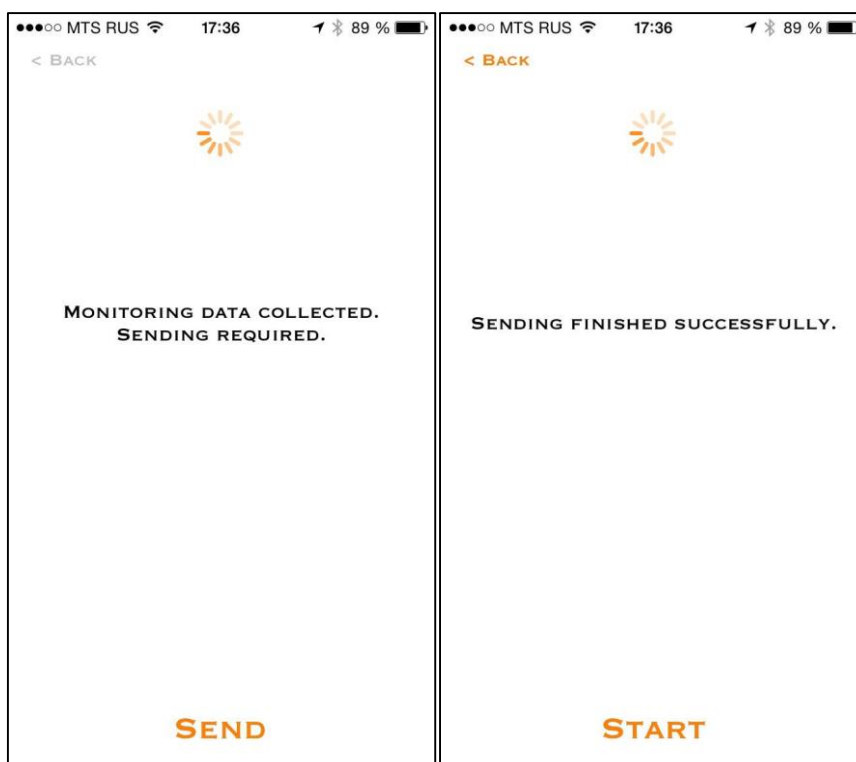 ●●●○○ MTS RUS 17:36 89 %
< BACK
MONITORING DATA COLLECTED.
SENDING REQUIRED.
SEND
●●●○○ MTS RUS 17:36 89 %
< BACK
SENDING FINISHED SUCCESSFULLY.
START